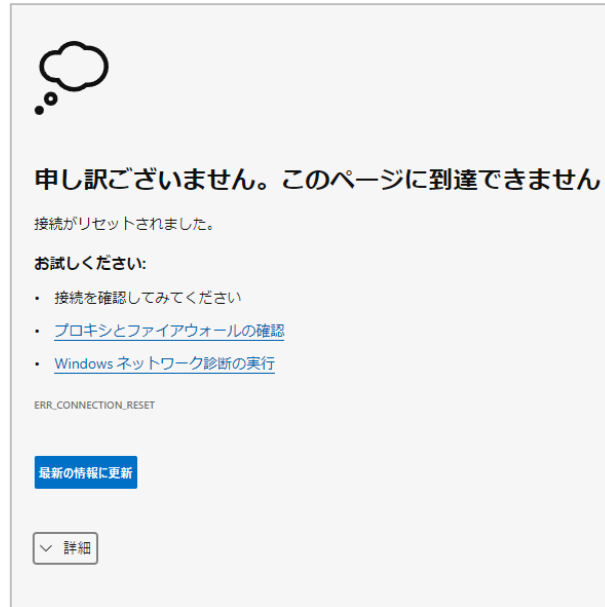 申し訳ございません。このページに到達できません
接続がリセットされました。
お試しください:
• 接続を確認してみてください
• プロキシとファイアウォールの確認
• Windows ネットワーク診断の実行
ERR_CONNECTION_RESET
最新の情報に更新
詳細